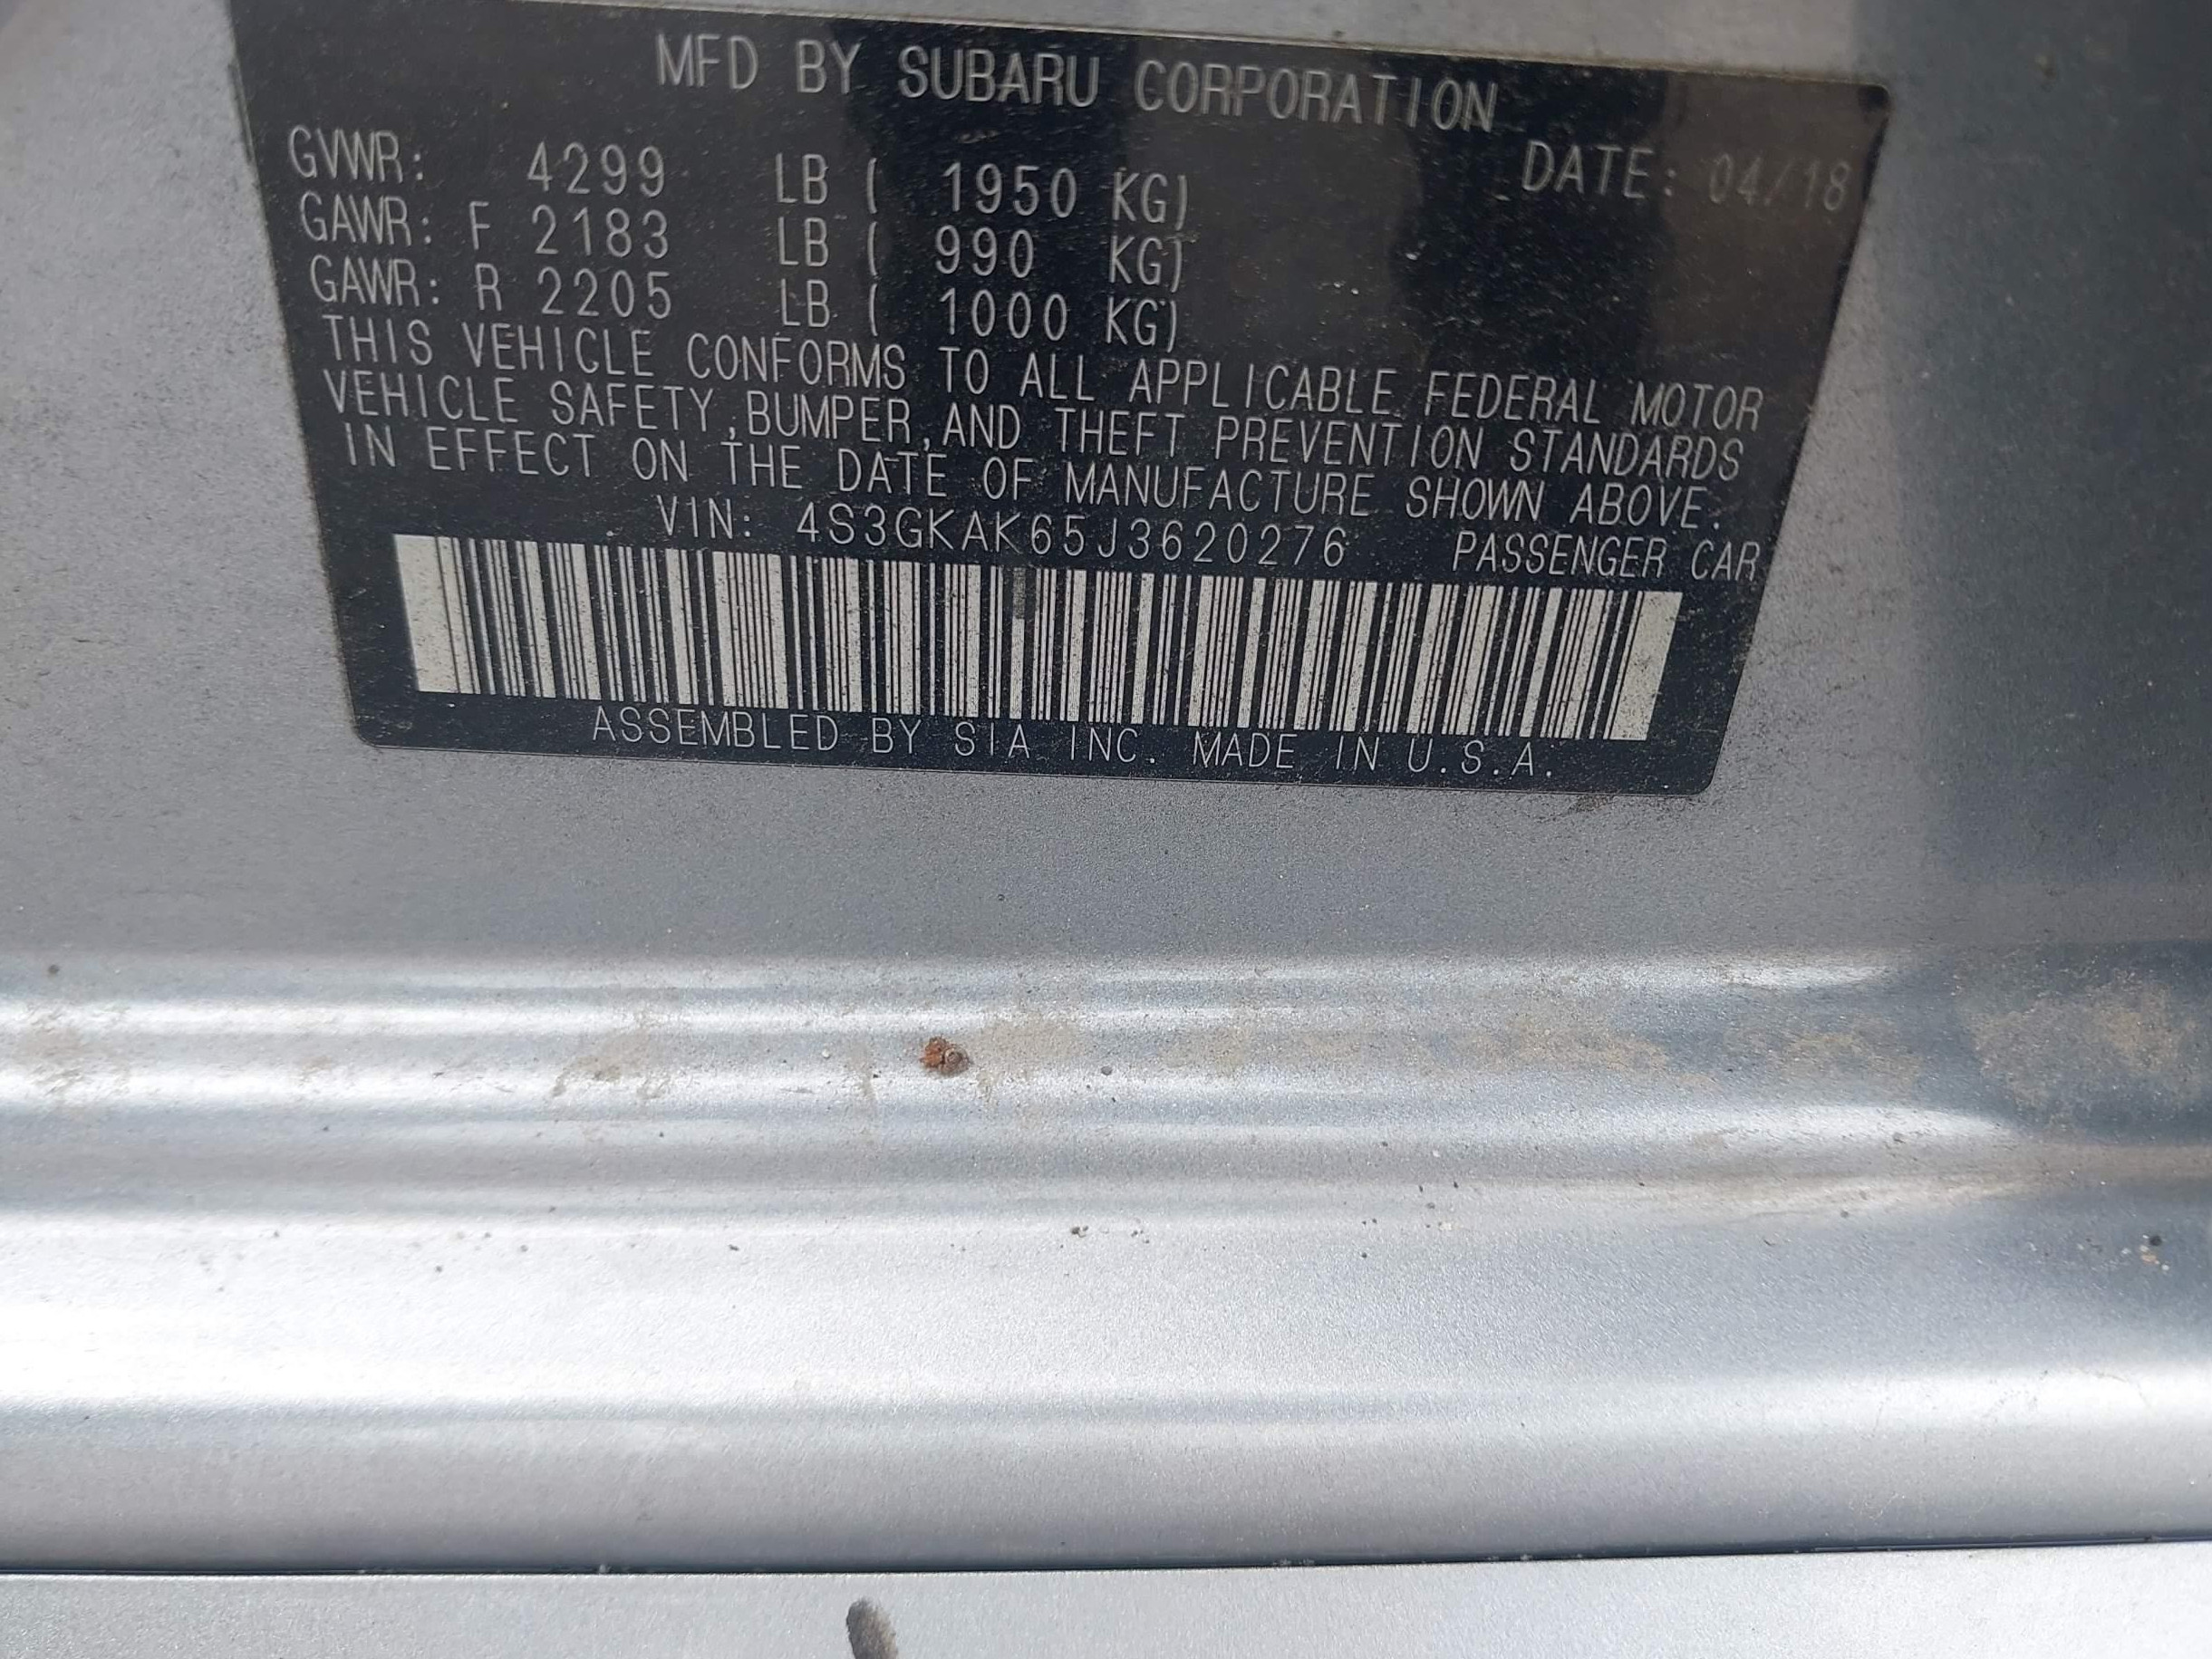 MFD BY SUBARU CORPORATION
GVWR: 4299 LB ( 1950 KG) DATE: 04/18
GAWR: F 2183 LB ( 990 KG)
GAWR: R 2205 LB ( 1000 KG)
THIS VEHICLE CONFORMS TO ALL APPLICABLE FEDERAL MOTOR
VEHICLE SAFETY,BUMPER,AND THEFT PREVENTION STANDARDS
IN EFFECT ON THE DATE OF MANUFACTURE SHOWN ABOVE.
VIN: 4S3GKAK65J3620276 PASSENGER CAR
ASSEMBLED BY SIA INC. MADE IN U.S.A.